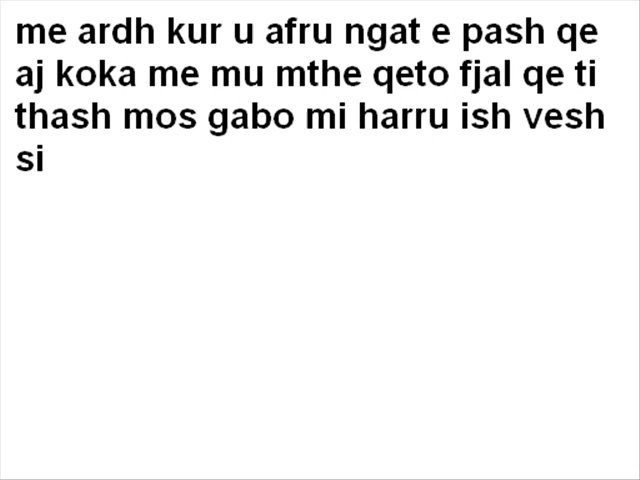 me ardh kur u afru ngat e pash qe
aj koka me mu mthe qeto fjal qe ti
thash mos gabo mi harru ish vesh
si